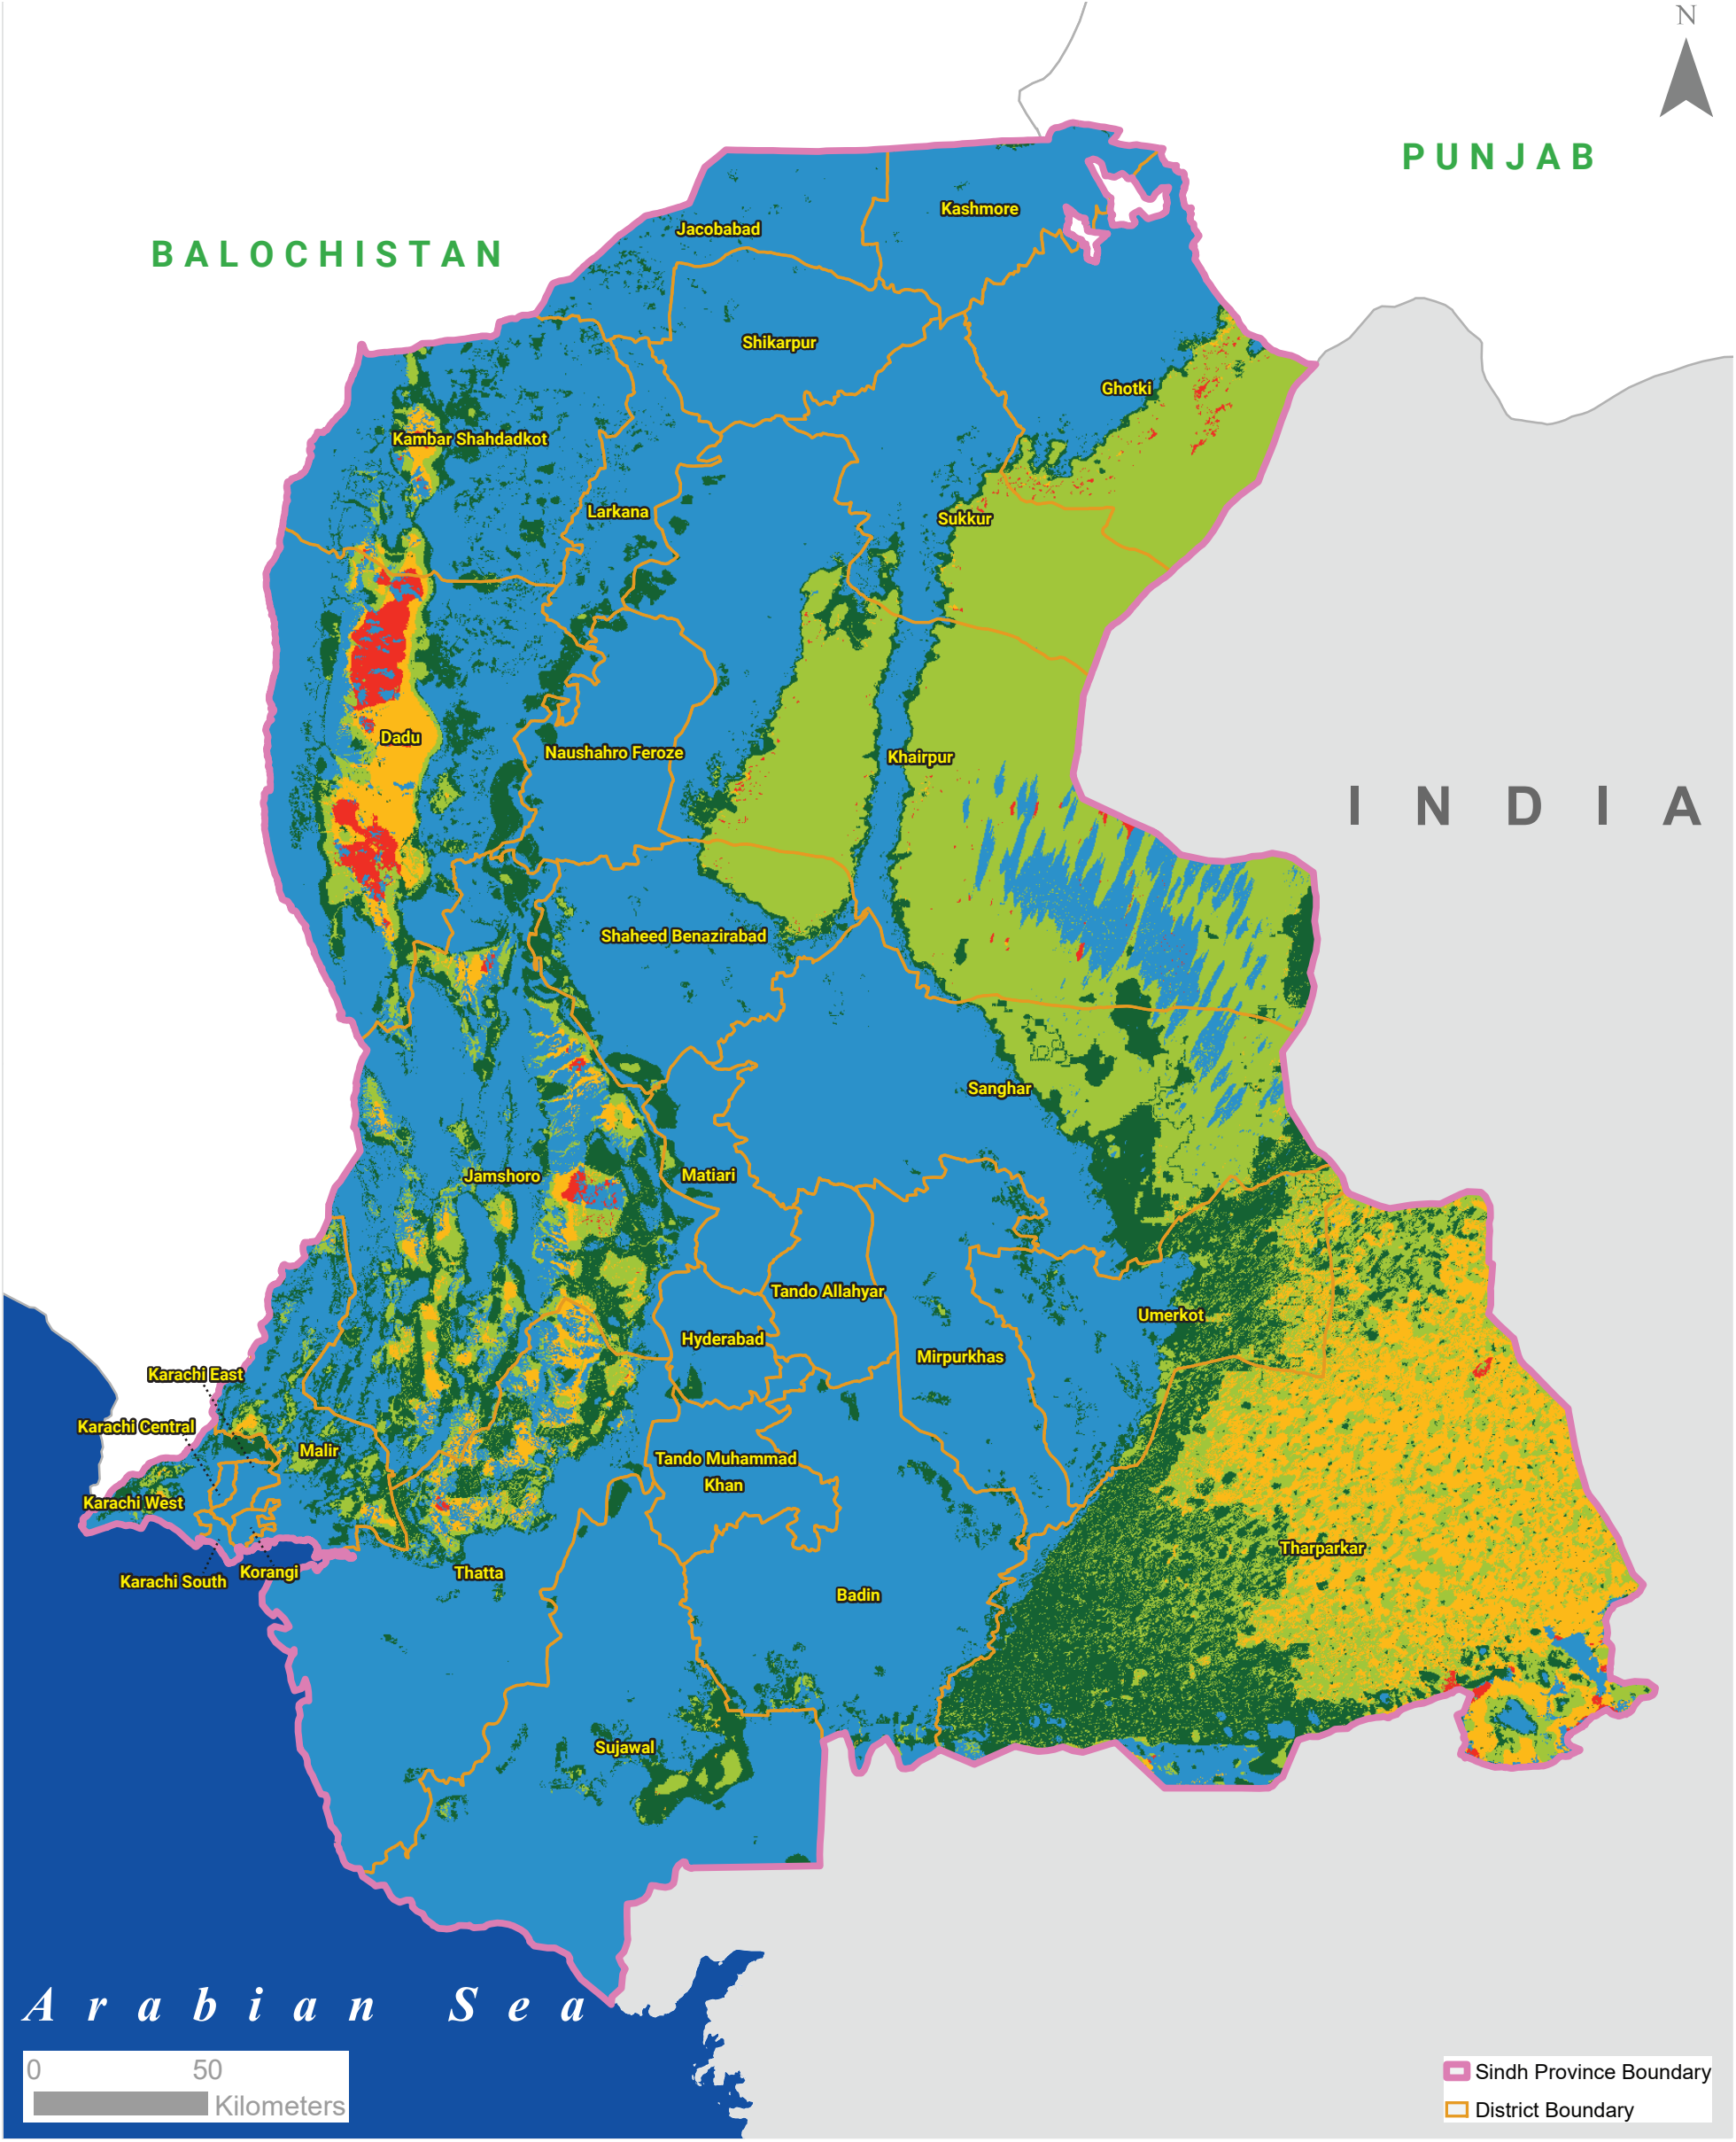 N
PUNJAB
BALOCHISTAN
Kashmore
Jacobabad
Shikarpur
Ghotki
Kambar Shahdadkot
Larkana
Sukkur
Dadu
Naushahro Feroze
Khairpur
INDIA
Shaheed Benazirabad
Sanghar
Jamshoro
Matiari
Tando Allahyar
Umerkot
Hyderabad
Mirpurkhas
Karachi East
Karachi Central
Malir
Tando Muhammad
Khan
Karachi West
Tharparkar
Korangi
Thatta
Karachi South
Badin
Sujawal
Arabian Sea
0 50
Kilometers
Sindh Province Boundary
District Boundary